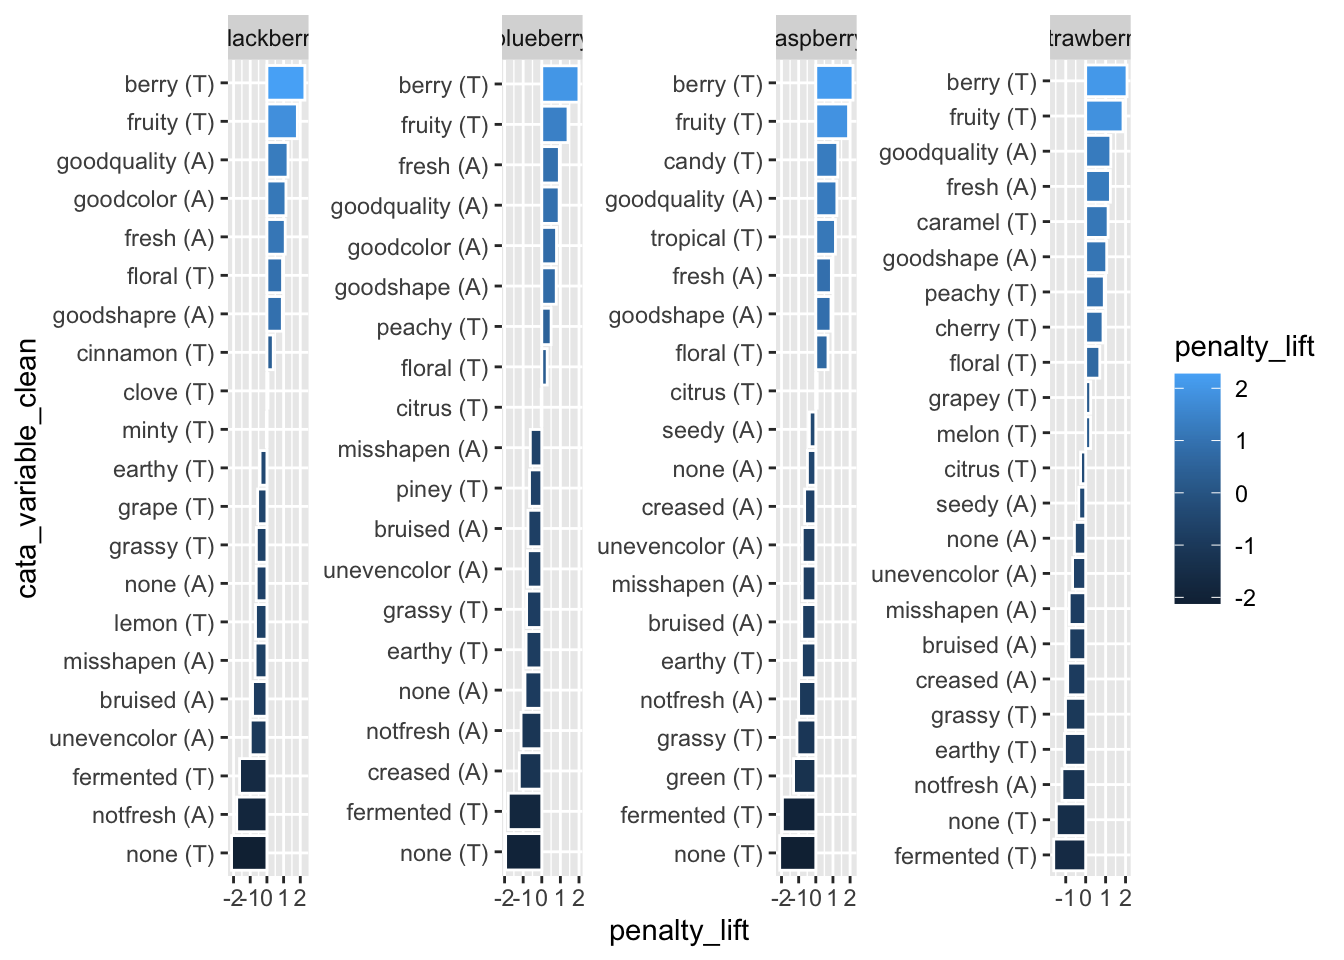 lackberr
berry (T)
fruity (T)
goodquality (A)
goodcolor (A)
fresh (A)
floral (T)
goodshapre (A)
cinnamon (T)
clove (T)
minty (T)
earthy (T)
grape (T)
grassy (T)
none (A)
lemon (T)
misshapen (A)
bruised (A)
unevencolor (A)
fermented (T)
notfresh (A)
none (T)
-2 -1 0 1 2
blueberry
berry (T)
fruity (T)
fresh (A)
goodquality (A)
goodcolor (A)
goodshape (A)
peachy (T)
floral (T)
citrus (T)
misshapen (A)
piney (T)
bruised (A)
unevencolor (A)
grassy (T)
earthy (T)
none (A)
notfresh (A)
creased (A)
fermented (T)
none (T)
-2 -1 0 1 2
aspberry
berry (T)
fruity (T)
candy (T)
goodquality (A)
tropical (T)
fresh (A)
goodshape (A)
floral (T)
citrus (T)
seedy (A)
none (A)
creased (A)
unevencolor (A)
misshapen (A)
bruised (A)
earthy (T)
notfresh (A)
grassy (T)
green (T)
fermented (T)
none (T)
-2 -1 0 1 2
trawberr
berry (T)
fruity (T)
goodquality (A)
fresh (A)
caramel (T)
goodshape (A)
peachy (T)
cherry (T)
floral (T)
grapey (T)
melon (T)
citrus (T)
seedy (A)
none (A)
unevencolor (A)
misshapen (A)
bruised (A)
creased (A)
grassy (T)
earthy (T)
notfresh (A)
none (T)
fermented (T)
-1 0 1 2
cata_variable_clean
penalty_lift
penalty_lift
2
1
0
-1
-2